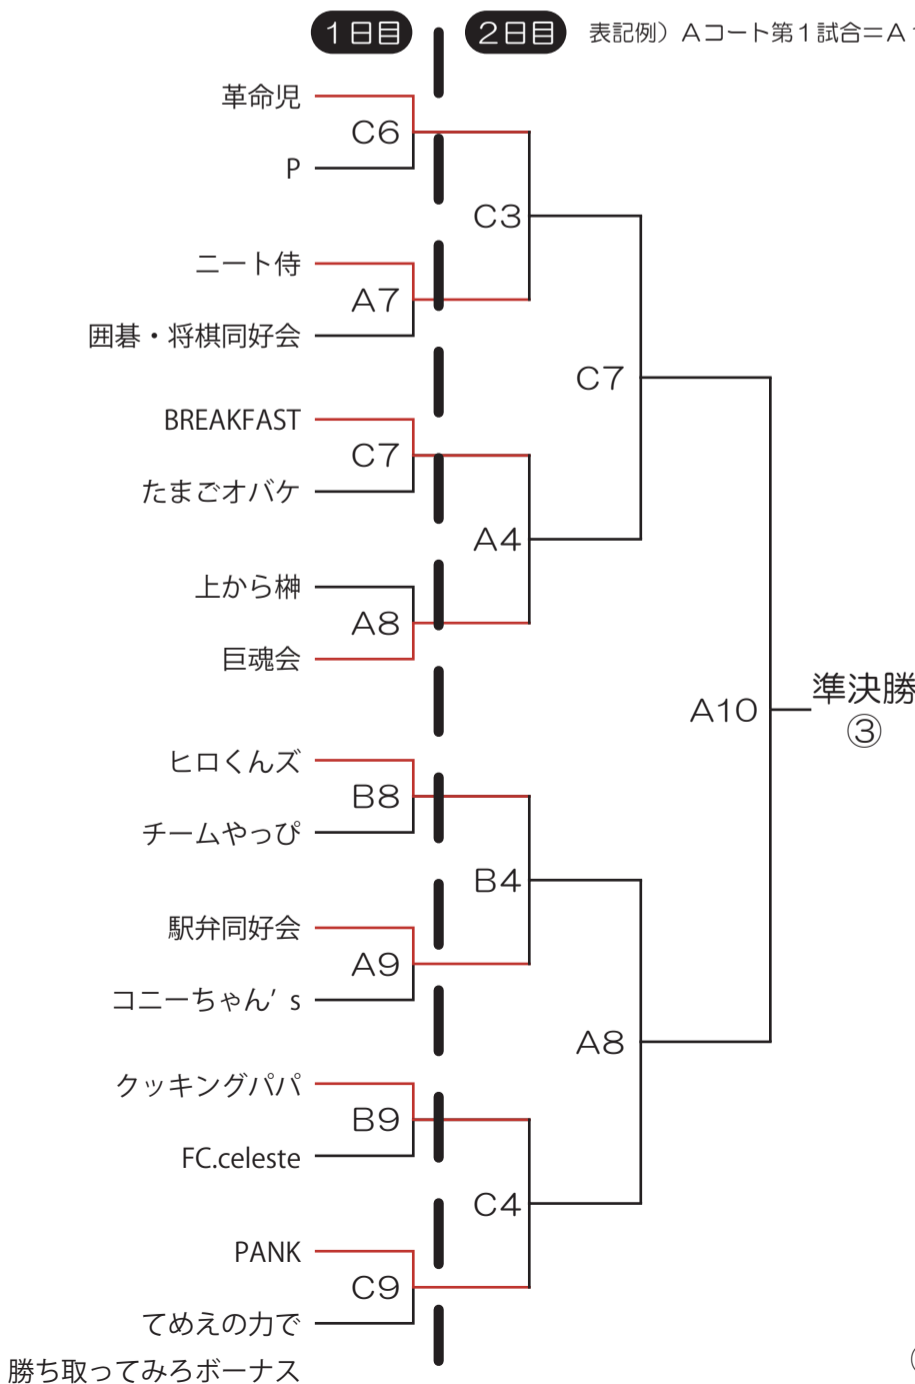 1日目
2日目
表記例）Aコート第1試合＝A
革命児
C6
P
C3
ニート侍
A7
囲碁・将棋同好会
C7
BREAKFAST
C7
たまごオバケ
A4
上から榊
A8
巨魂会
準決勝
A10
③
ヒロくんズ
B8
チームやっぴ
B4
駅弁同好会
A9
コニーちゃん’s
A8
クッキングパパ
B9
FC.celeste
C4
PANK
C9
てめえの力で
勝ち取ってみろボーナス